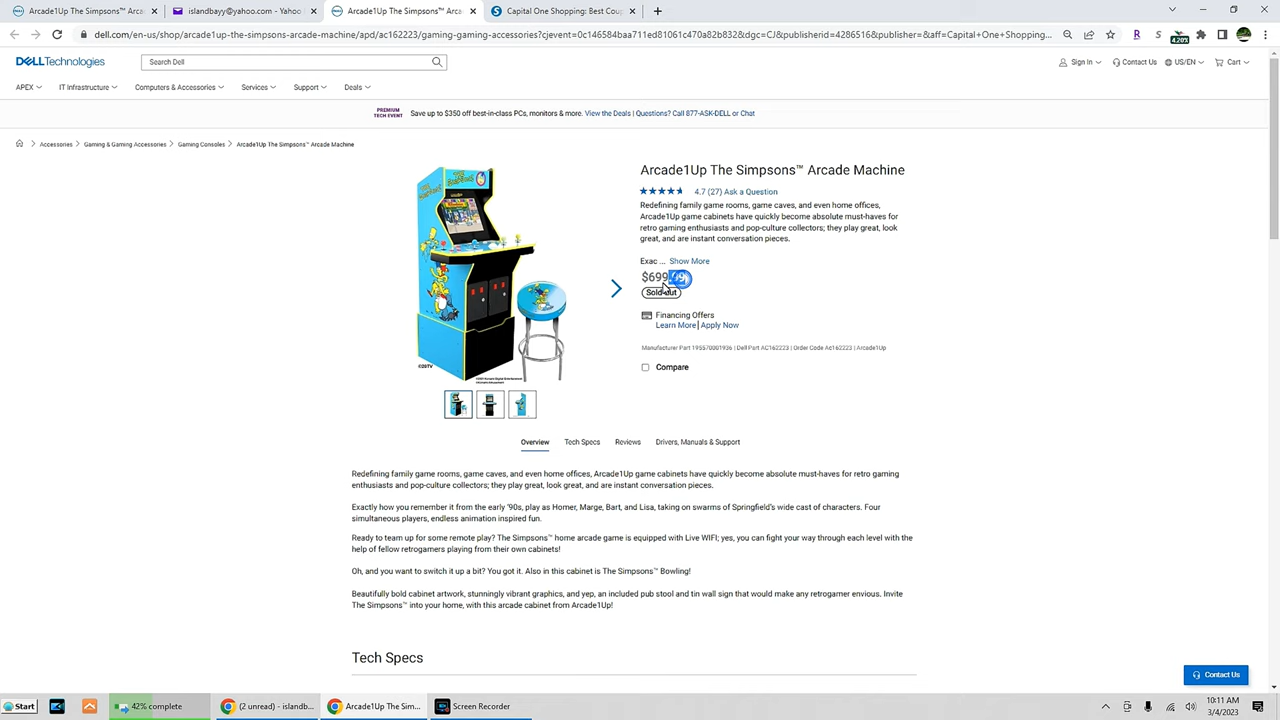 Arcade1Up The Simpsons™ Arca
islandbayy@yahoo.com
Arcade1Up The Simpsons™ Arca
Capital One Shopping: Best Coup
dell.com/en-us/shop/arcade1up-the-simpsons-arcade-machine/apd/ac162223/gaming-gaming-accessories?cjevent=0c146584baa711ed81061c470a82b832&dgc=CJ&publisherid=4286516&aff=Capital+One+Shopping...
4.20%
DELLTechnologies
Search Dell
Sign In
Contact Us
US/EN
Cart
APEX
IT Infrastructure
Computers & Accessories
Services
Support
Deals
PREMIUM
TECH EVENT
Save up to $350 off best-in-class PCs, monitors & more. View the Deals | Questions? Call 877-ASK-DELL or Chat
Accessories > Gaming & Gaming Accessories > Gaming Consoles > Arcade1Up The Simpsons™ Arcade Machine
Arcade1Up The Simpsons™ Arcade Machine
4.7 (27) Ask a Question
Redefining family game rooms, game caves, and even home offices,
Arcade1Up game cabinets have quickly become absolute must-haves for
retro gaming enthusiasts and pop-culture collectors; they play great, look
great, and are instant conversation pieces.
Exac ... Show More
$699
Sold out
Financing Offers
Learn More | Apply Now
Manufacturer Part 195570001936 | Dell Part AC162223 | Order Code Ac162223 | Arcade1Up
Compare
Overview
Tech Specs
Reviews
Drivers, Manuals & Support
Redefining family game rooms, game caves, and even home offices, Arcade1Up game cabinets have quickly become absolute must-haves for retro gaming
enthusiasts and pop-culture collectors; they play great, look great, and are instant conversation pieces.
Exactly how you remember it from the early '90s, play as Homer, Marge, Bart, and Lisa, taking on swarms of Springfield's wide cast of characters. Four
simultaneous players, endless animation inspired fun.
Ready to team up for some remote play? The Simpsons™ home arcade game is equipped with Live WIFI; yes, you can fight your way through each level with the
help of fellow retrogamers playing from their own cabinets!
Oh, and you want to switch it up a bit? You got it. Also in this cabinet is The Simpsons™ Bowling!
Beautifully bold cabinet artwork, stunningly vibrant graphics, and yep, an included pub stool and tin wall sign that would make any retrogamer envious. Invite
The Simpsons™ into your home, with this arcade cabinet from Arcade1Up!
Tech Specs
Contact Us
Start
42% complete
(2 unread) - islandb...
Arcade1Up The Sim...
Screen Recorder
10:11 AM
3/4/2023